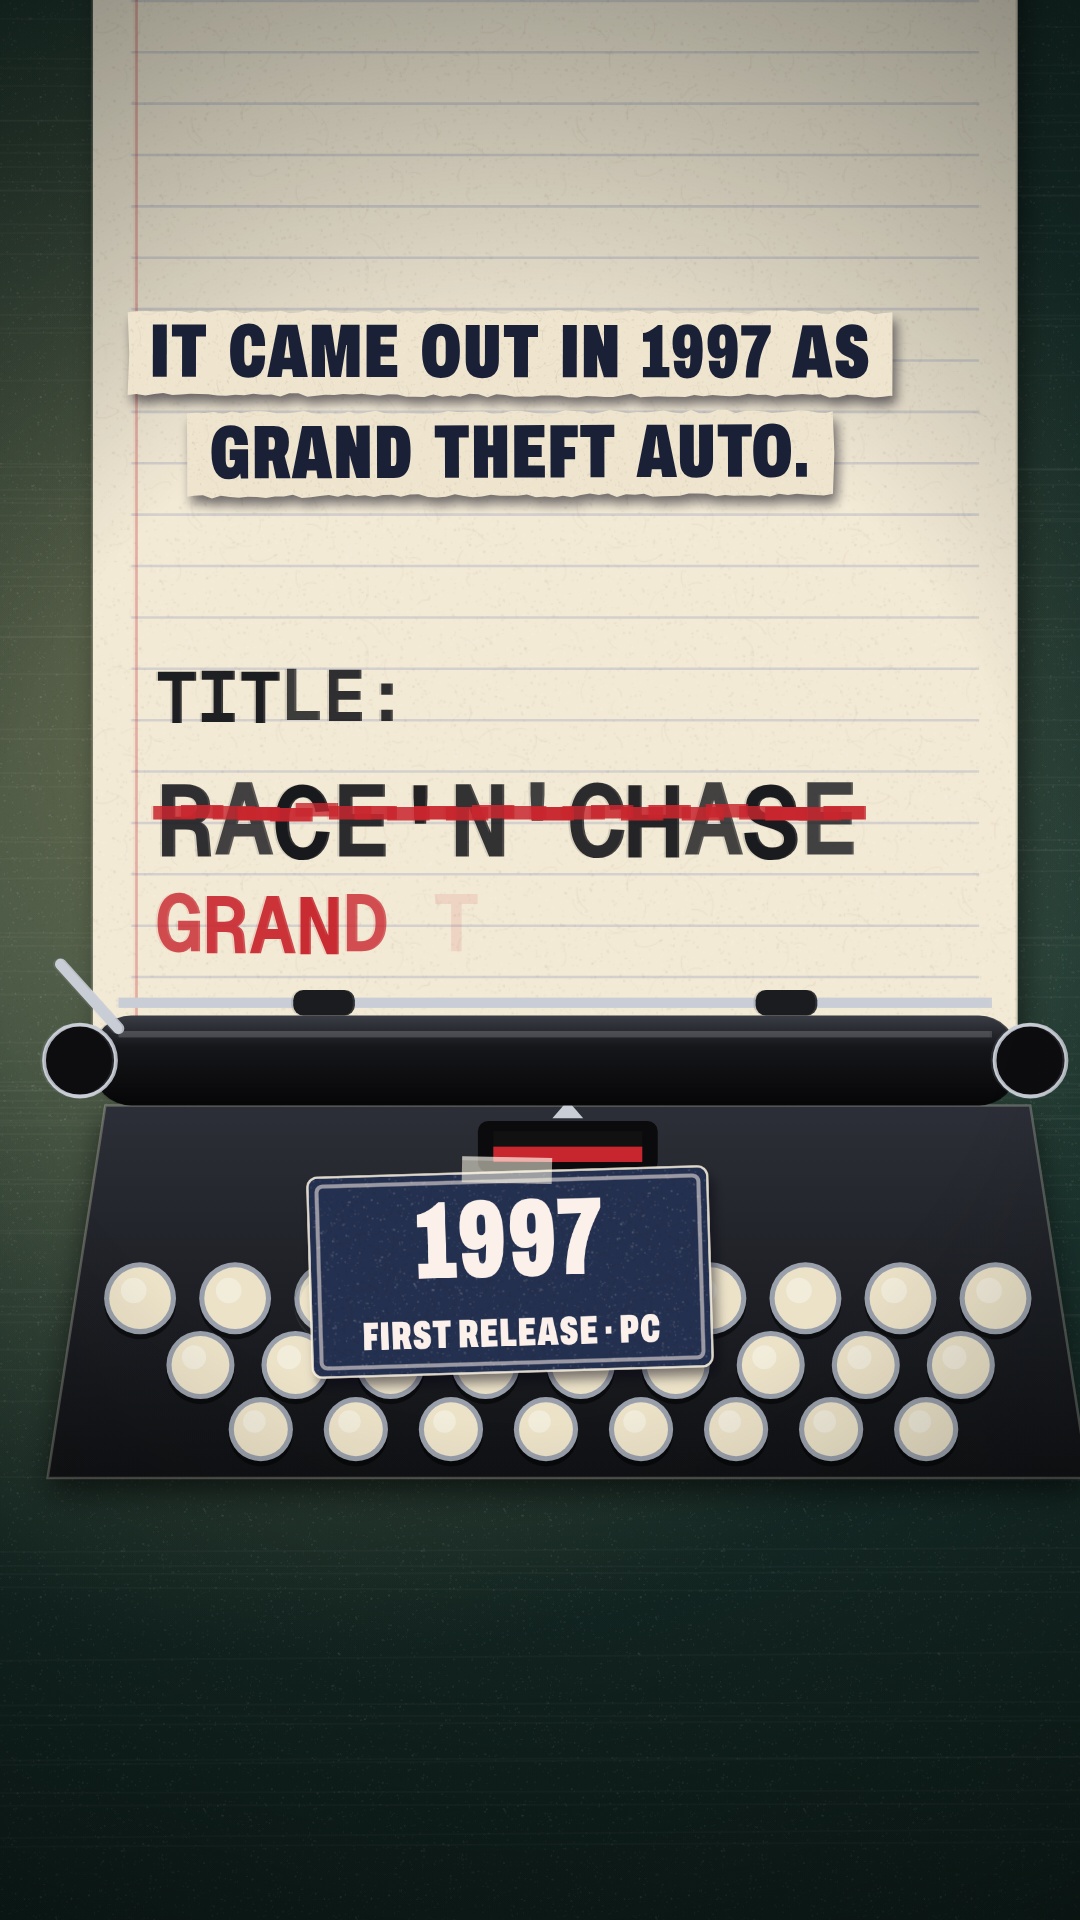 IT CAME OUT IN 1997 AS
GRAND THEFT AUTO.
TITLE:
RACE'N'CHASE
GRAND T
1997
FIRST RELEASE · PC